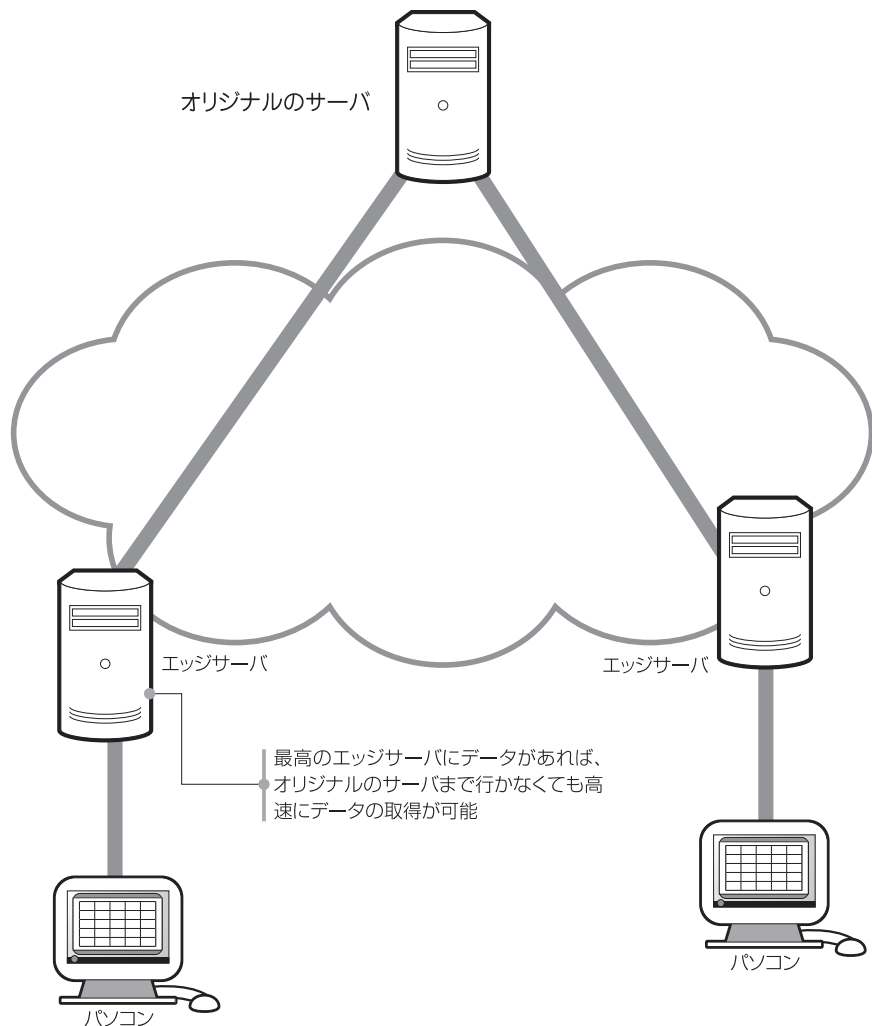 オリジナルのサーバ
エッジサーバ
エッジサーバ
最高のエッジサーバにデータがあれば、
オリジナルのサーバまで行かなくても高
速にデータの取得が可能
パソコン
パソコン